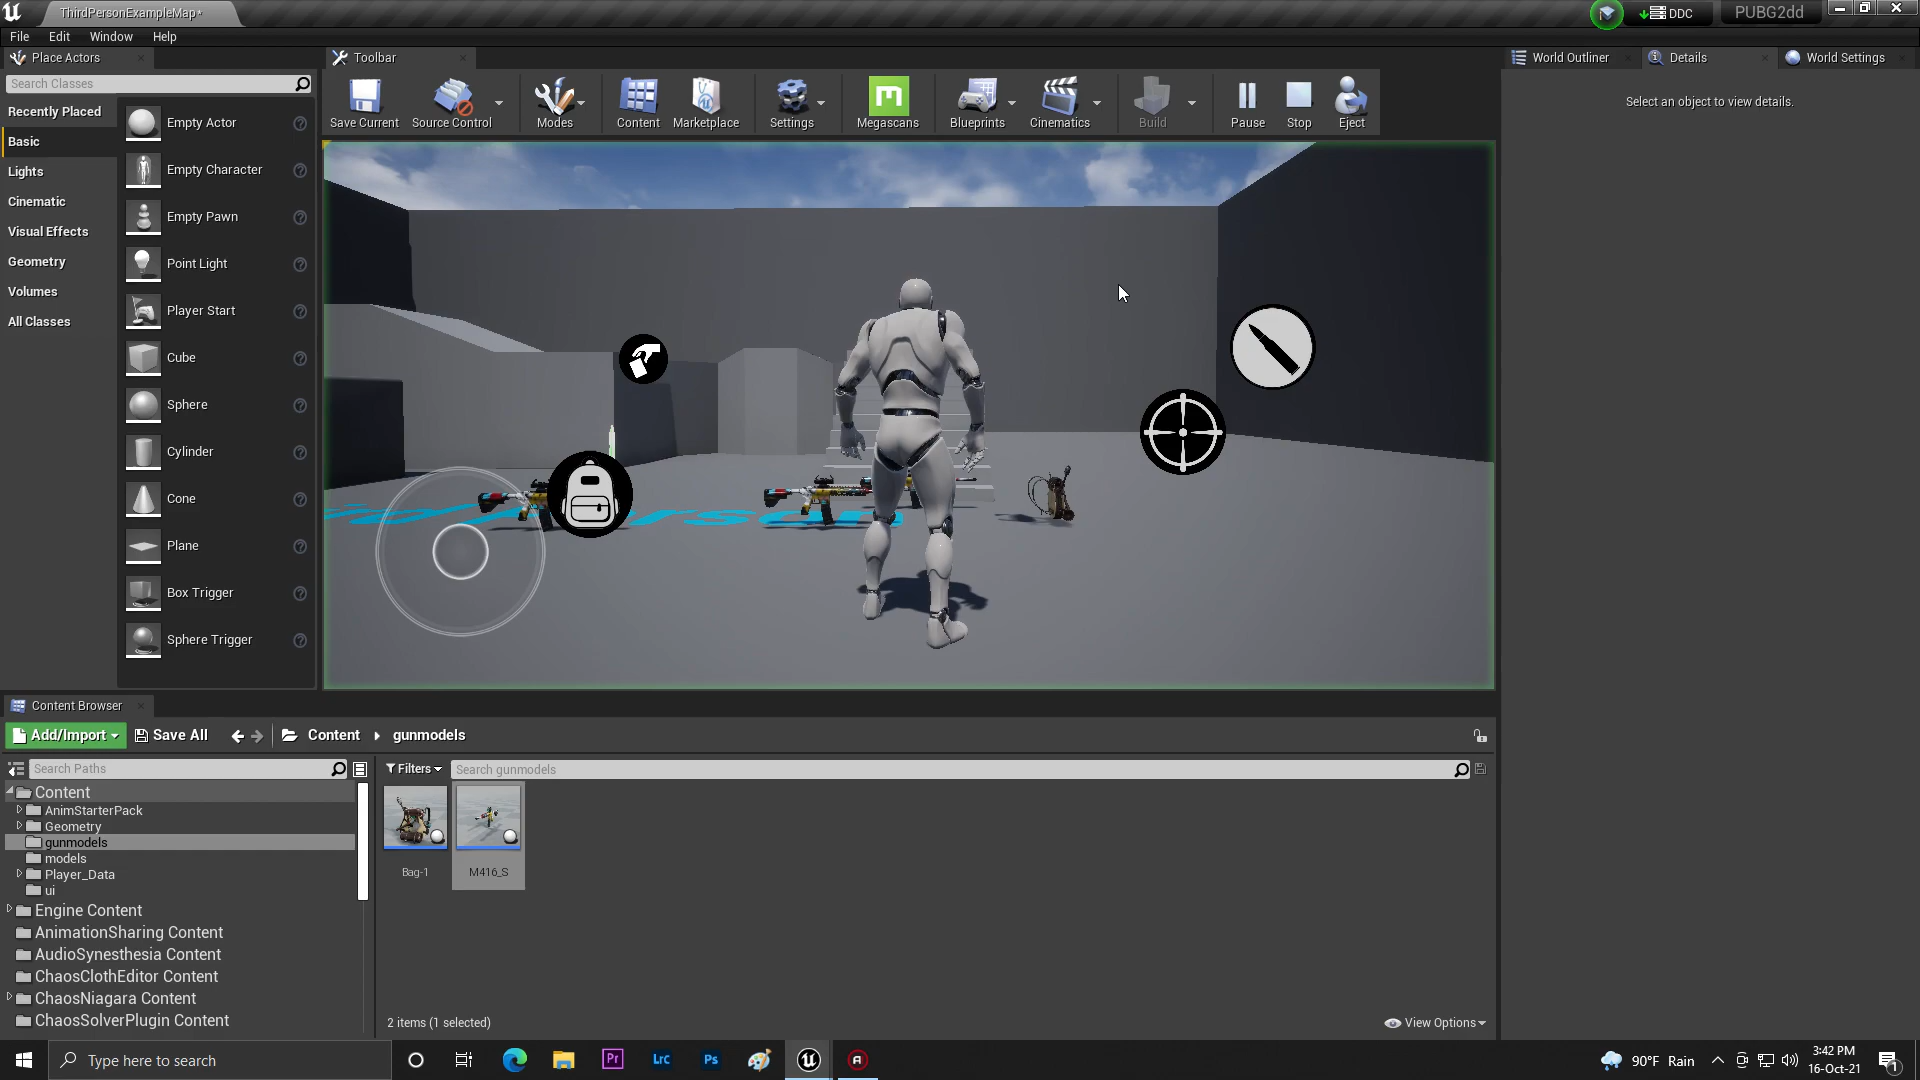 ThirdPersonExampleMap*
DDC
PUBG2dd
File Edit Window Help
Place Actors
Toolbar
World Outliner
Details
World Settings
Search Classes
Recently Placed
Basic
Lights
Cinematic
Visual Effects
Geometry
Volumes
All Classes
Empty Actor
Empty Character
Empty Pawn
Point Light
Player Start
Cube
Sphere
Cylinder
Cone
Plane
Box Trigger
Sphere Trigger
Save Current
Source Control
Modes
Content
Marketplace
Settings
Megascans
Blueprints
Cinematics
Build
Pause
Stop
Eject
Select an object to view details.
Content Browser
Add/Import
Save All
Content
gunmodels
Search Paths
Filters
Search gunmodels
Content
AnimStarterPack
Geometry
gunmodels
models
Player_Data
ui
Engine Content
AnimationSharing Content
AudioSynesthesia Content
ChaosClothEditor Content
ChaosNiagara Content
ChaosSolverPlugin Content
Bag-1
M416_S
2 items (1 selected)
View Options
Type here to search
Pr
Lrc
Ps
90°F Rain
3:42 PM
16-Oct-21
1